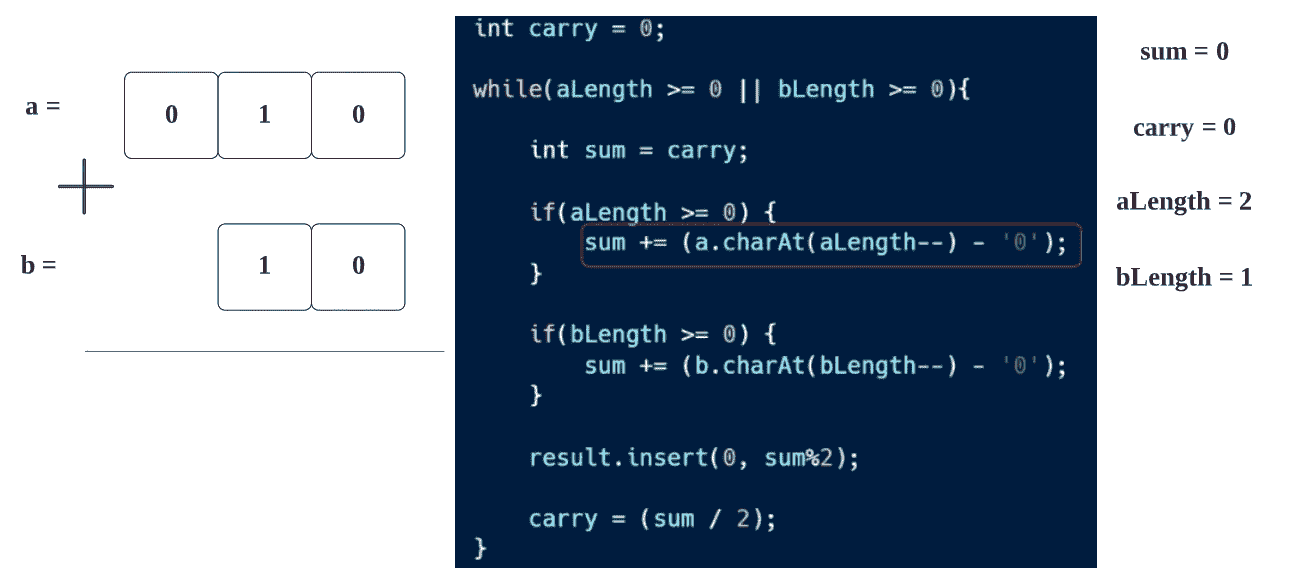 a =
0 1 0
b =
1 0
int carry = 0;
while(aLength >= 0 || bLength >= 0){
int sum = carry;
if(aLength >= 0) {
sum += (a.charAt(aLength--) - '0');
}
if(bLength >= 0) {
sum += (b.charAt(bLength--) - '0');
}
result.insert(0, sum%2);
carry = (sum / 2);
}
sum = 0
carry = 0
aLength = 2
bLength = 1